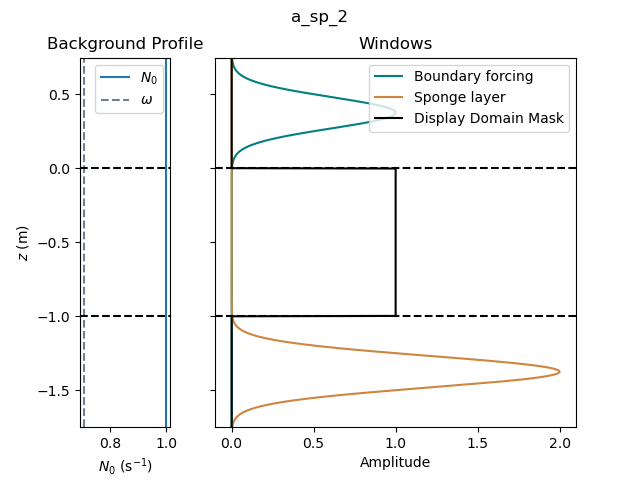 a_sp_2
Background Profile
Windows
N₀
ω
Boundary forcing
Sponge layer
Display Domain Mask
z (m)
0.5
0.0
−0.5
−1.0
−1.5
0.8 1.0
0.0 0.5 1.0 1.5 2.0
N₀ (s⁻¹)
Amplitude